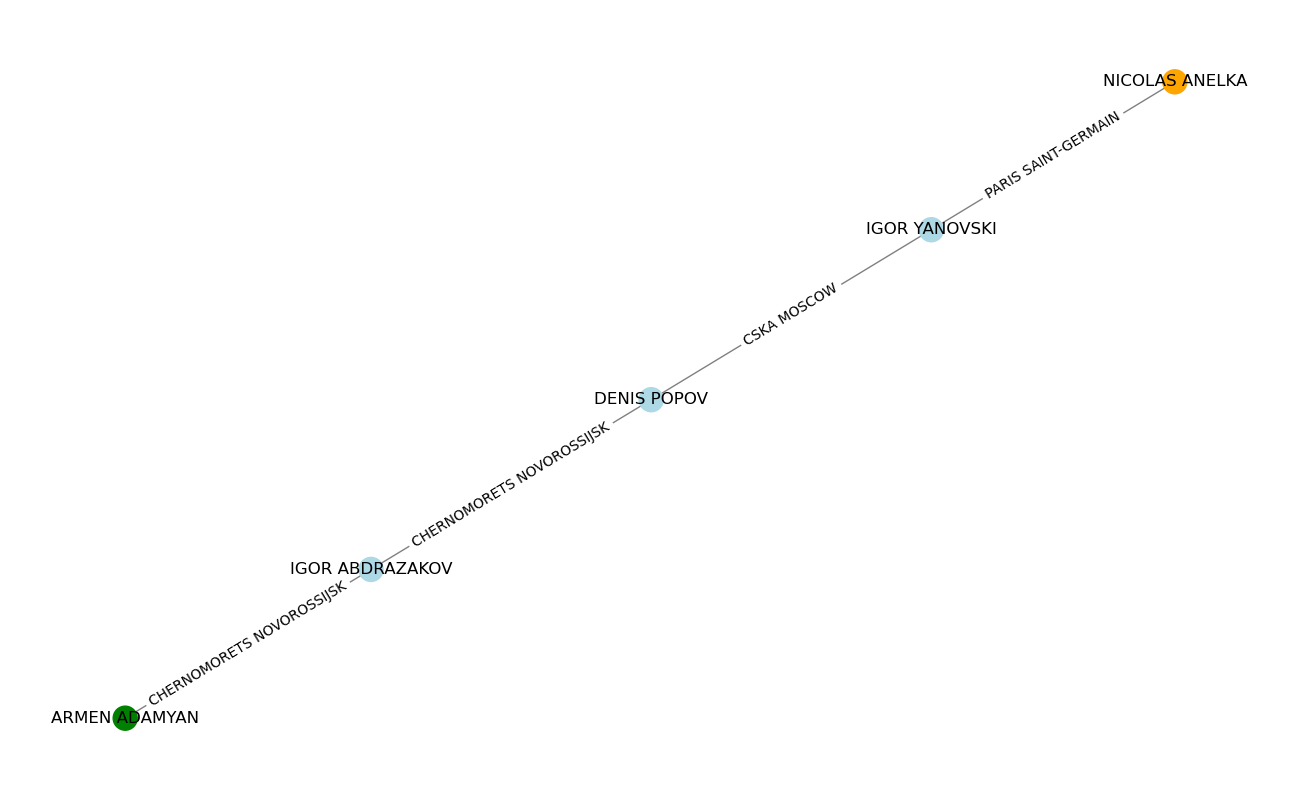 NICOLAS ANELKA
PARIS SAINT-GERMAIN
IGOR YANOVSKI
CSKA MOSCOW
DENIS POPOV
CHERNOMORETS NOVOROSSIJSK
IGOR ABDRAZAKOV
CHERNOMORETS NOVOROSSIJSK
ARMEN ADAMYAN